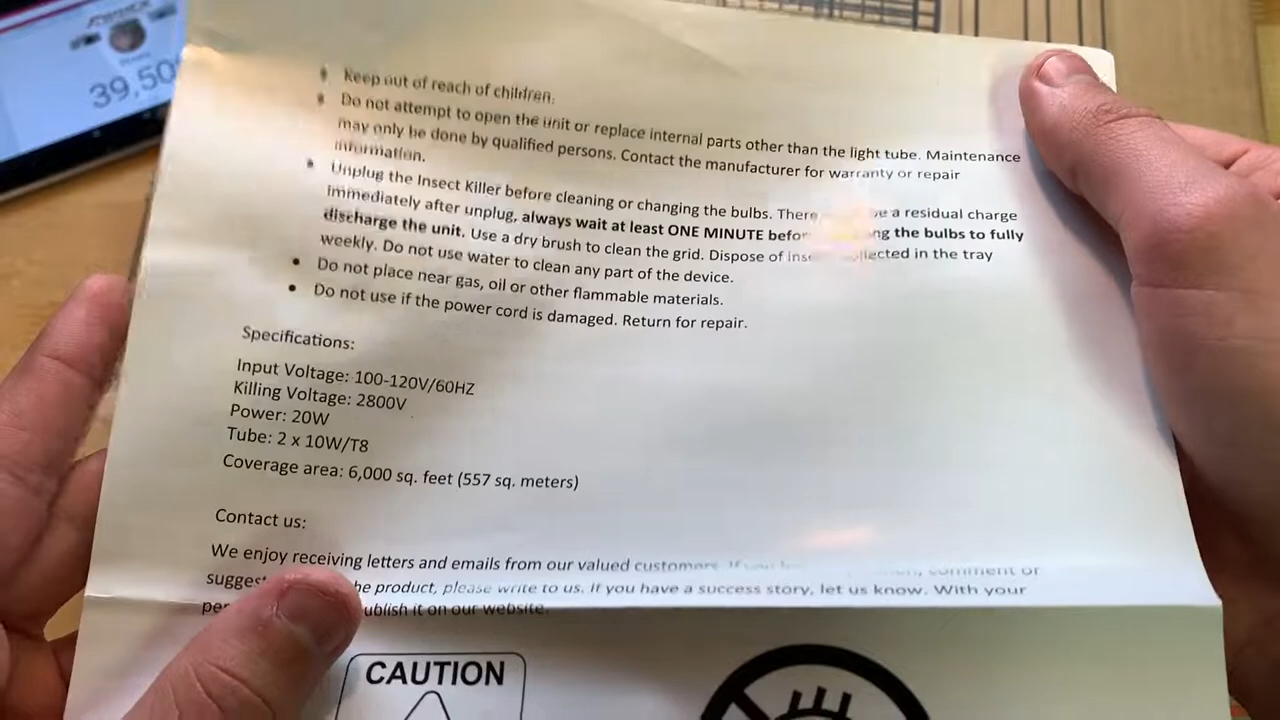 39,50
Keep out of reach of children.
Do not attempt to open the unit or replace internal parts other than the light tube. Maintenance
may only be done by qualified persons. Contact the manufacturer for warranty or repair
information.
Unplug the Insect Killer before cleaning or changing the bulbs. There be a residual charge
immediately after unplug, always wait at least ONE MINUTE the bulbs to fully
discharge the unit. Use a dry brush to clean the grid. Dispose of in the tray
weekly. Do not use water to clean any part of the device.
Do not place near gas, oil or other flammable materials.
Do not use if the power cord is damaged. Return for repair.
Specifications:
Input Voltage: 100-120V/60HZ
Killing Voltage: 2800V
Power: 20W
Tube: 2 x 10W/T8
Coverage area: 6,000 sq. feet (557 sq. meters)
Contact us:
We enjoy receiving letters and emails from our valued customers. If you comment or
product, please write to us. If you have a success story, let us know. With your
it on our website.
CAUTION